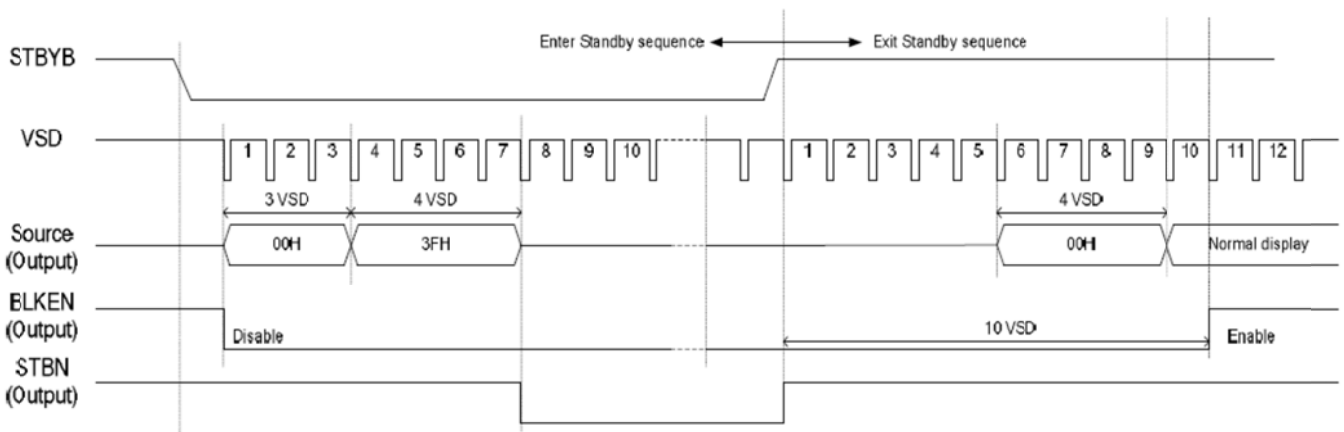 Enter Standby sequence
Exit Standby sequence
STBYB
VSD
1 2 3 4 5 6 7 8 9 10
1 2 3 4 5 6 7 8 9 10 11 12
3 VSD
4 VSD
4 VSD
Source
(Output)
00H
3FH
00H
Normal display
BLKEN
(Output)
Disable
10 VSD
Enable
STBN
(Output)